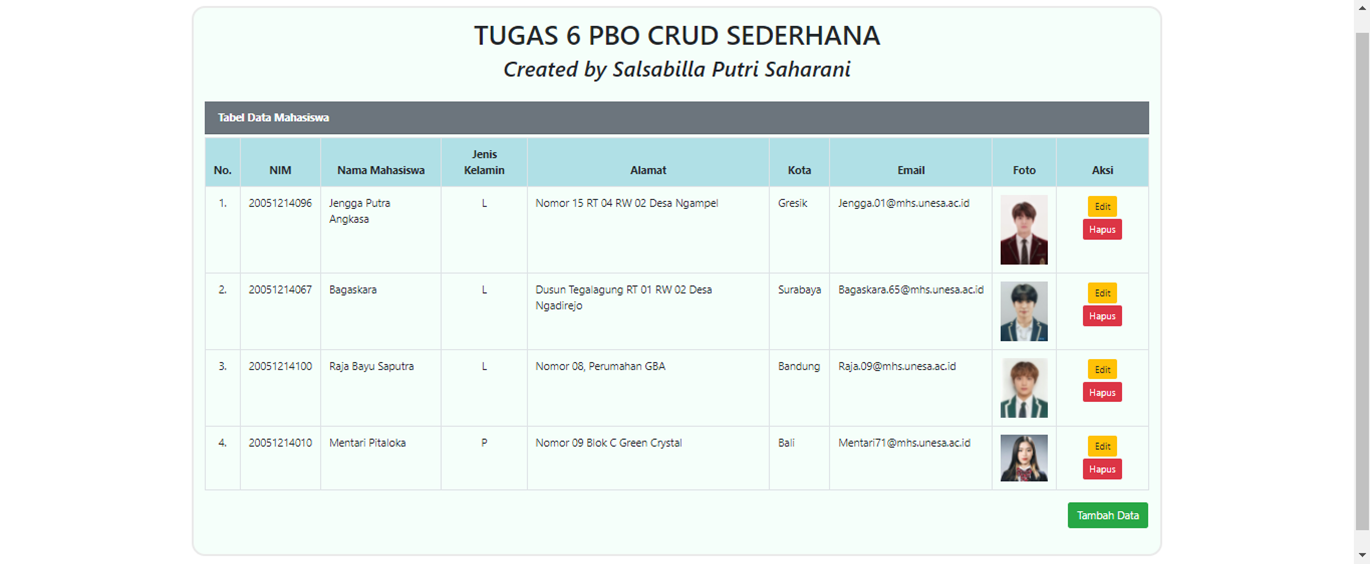 TUGAS 6 PBO CRUD SEDERHANA
Created by Salsabilla Putri Saharani
Tabel Data Mahasiswa
No. NIM Nama Mahasiswa Jenis Kelamin Alamat Kota Email Foto Aksi
1. 20051214096 Jengga Putra Angkasa L Nomor 15 RT 04 RW 02 Desa Ngampel Gresik Jengga.01@mhs.unesa.ac.id Edit
Hapus
2. 20051214067 Bagaskara L Dusun Tegalagung RT 01 RW 02 Desa Ngadirejo Surabaya Bagaskara.65@mhs.unesa.ac.id Edit
Hapus
3. 20051214100 Raja Bayu Saputra L Nomor 08, Perumahan GBA Bandung Raja.09@mhs.unesa.ac.id Edit
Hapus
4. 20051214010 Mentari Pitaloka P Nomor 09 Blok C Green Crystal Bali Mentari71@mhs.unesa.ac.id Edit
Hapus
Tambah Data